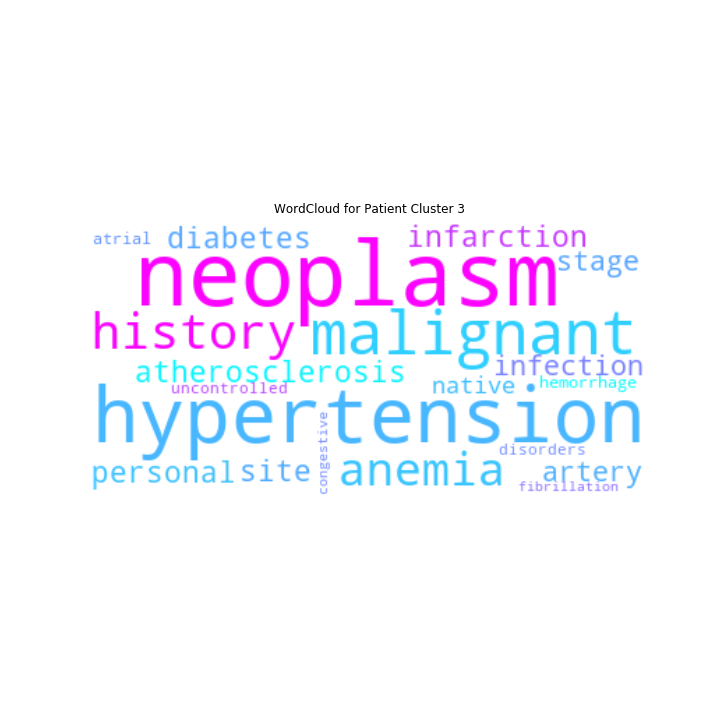 WordCloud for Patient Cluster 3
atrial diabetes infarction
neoplasm stage
history malignant
atherosclerosis infection
uncontrolled native hemorrhage
hypertension
congestive disorders
personal site anemia artery
fibrillation